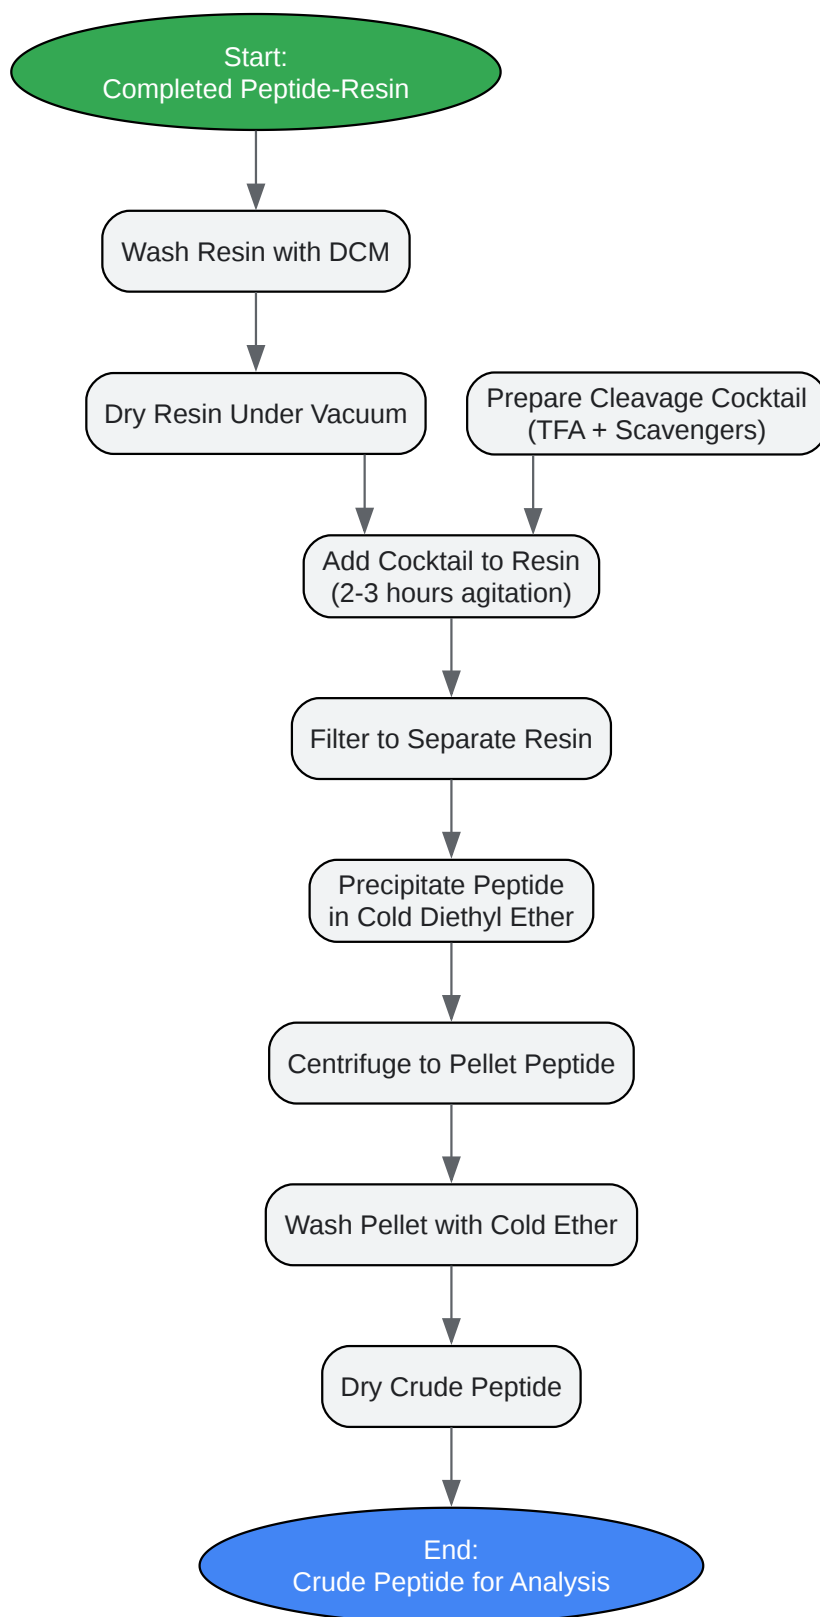 Start:
Completed Peptide-Resin
Wash Resin with DCM
Dry Resin Under Vacuum
Prepare Cleavage Cocktail
(TFA + Scavengers)
Add Cocktail to Resin
(2-3 hours agitation)
Filter to Separate Resin
Precipitate Peptide
in Cold Diethyl Ether
Centrifuge to Pellet Peptide
Wash Pellet with Cold Ether
Dry Crude Peptide
End:
Crude Peptide for Analysis